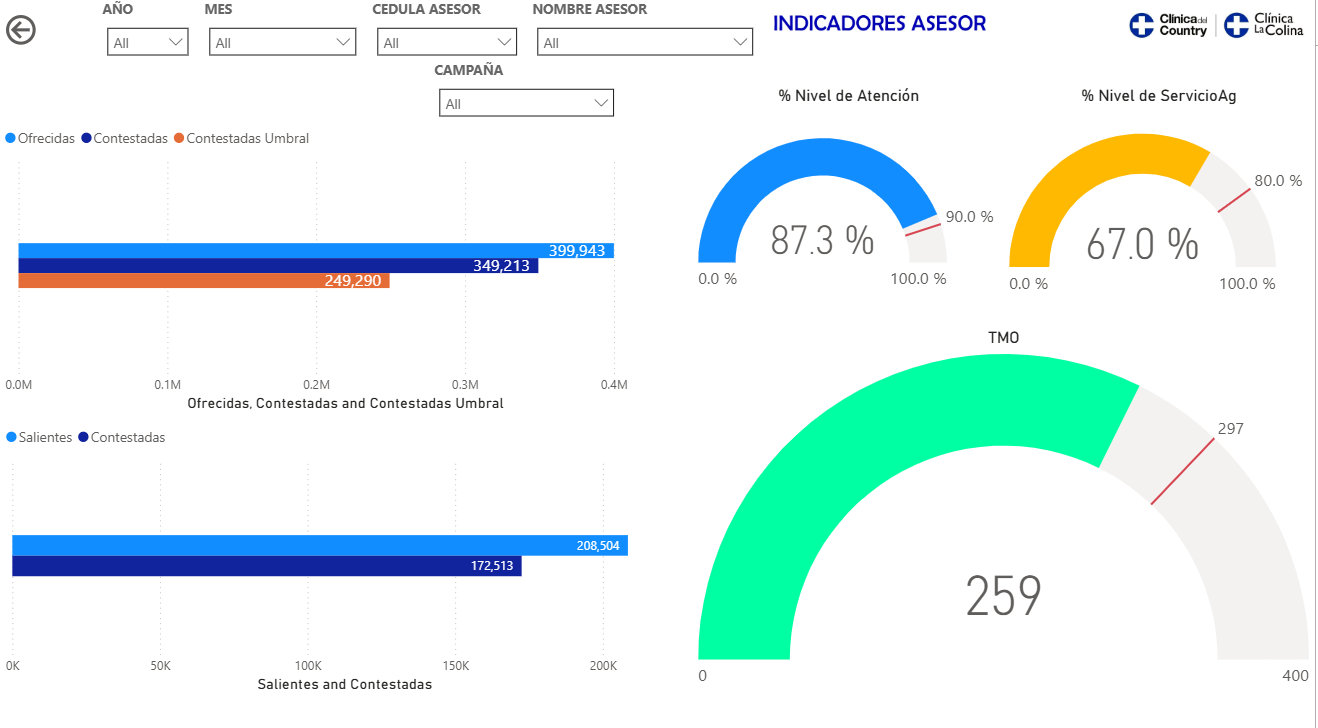 AÑO
MES
CEDULA ASESOR
NOMBRE ASESOR
All
All
All
All
CAMPAÑA
All
INDICADORES ASESOR
Clínica del
Country
Clínica
La Colina
Ofrecidas Contestadas Contestadas Umbral
399,943
349,213
249,290
0.0M 0.1M 0.2M 0.3M 0.4M
Ofrecidas, Contestadas and Contestadas Umbral
Salientes Contestadas
208,504
172,513
0K 50K 100K 150K 200K
Salientes and Contestadas
% Nivel de Atención
90.0 %
87.3 %
0.0 % 100.0 %
% Nivel de ServicioAg
80.0 %
67.0 %
0.0 % 100.0 %
TMO
297
259
0 400